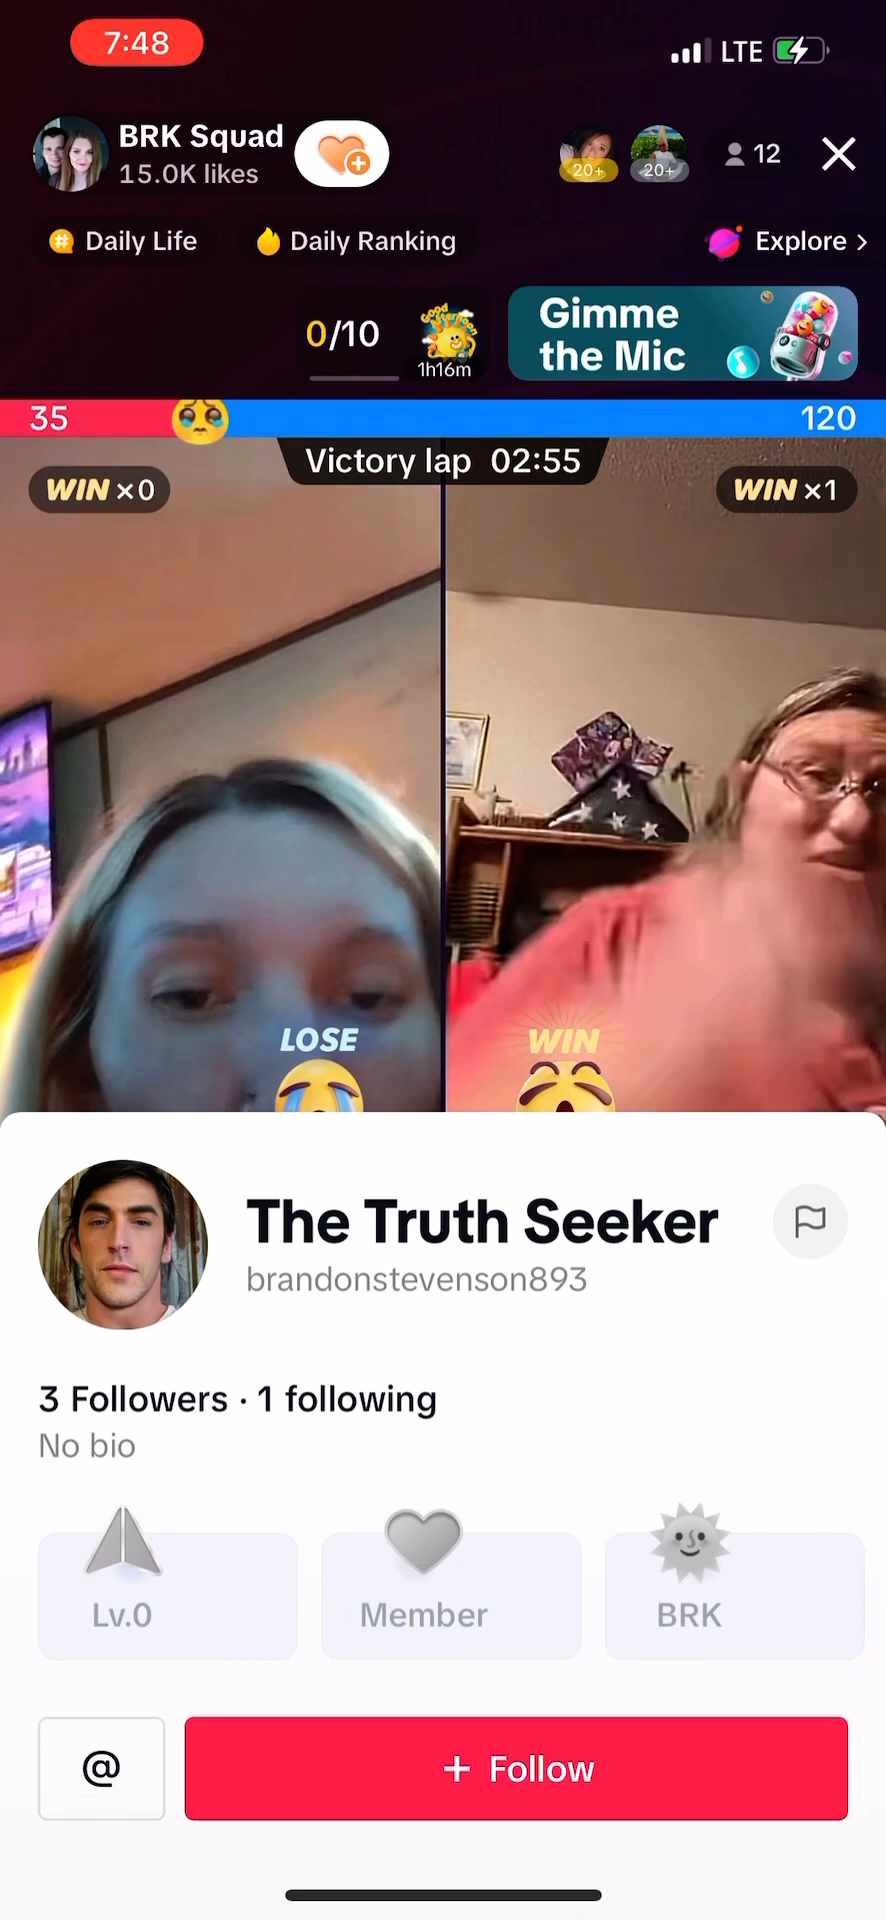 7:48
LTE
BRK Squad
15.0K likes
20+
20+
12
Daily Life
Daily Ranking
Explore >
0/10
Good
1h16m
Gimme
the Mic
35
120
Victory lap 02:55
WIN ×0
WIN ×1
LOSE
WIN
The Truth Seeker
brandonstevenson893
3 Followers · 1 following
No bio
Lv.0
Member
BRK
@
+ Follow